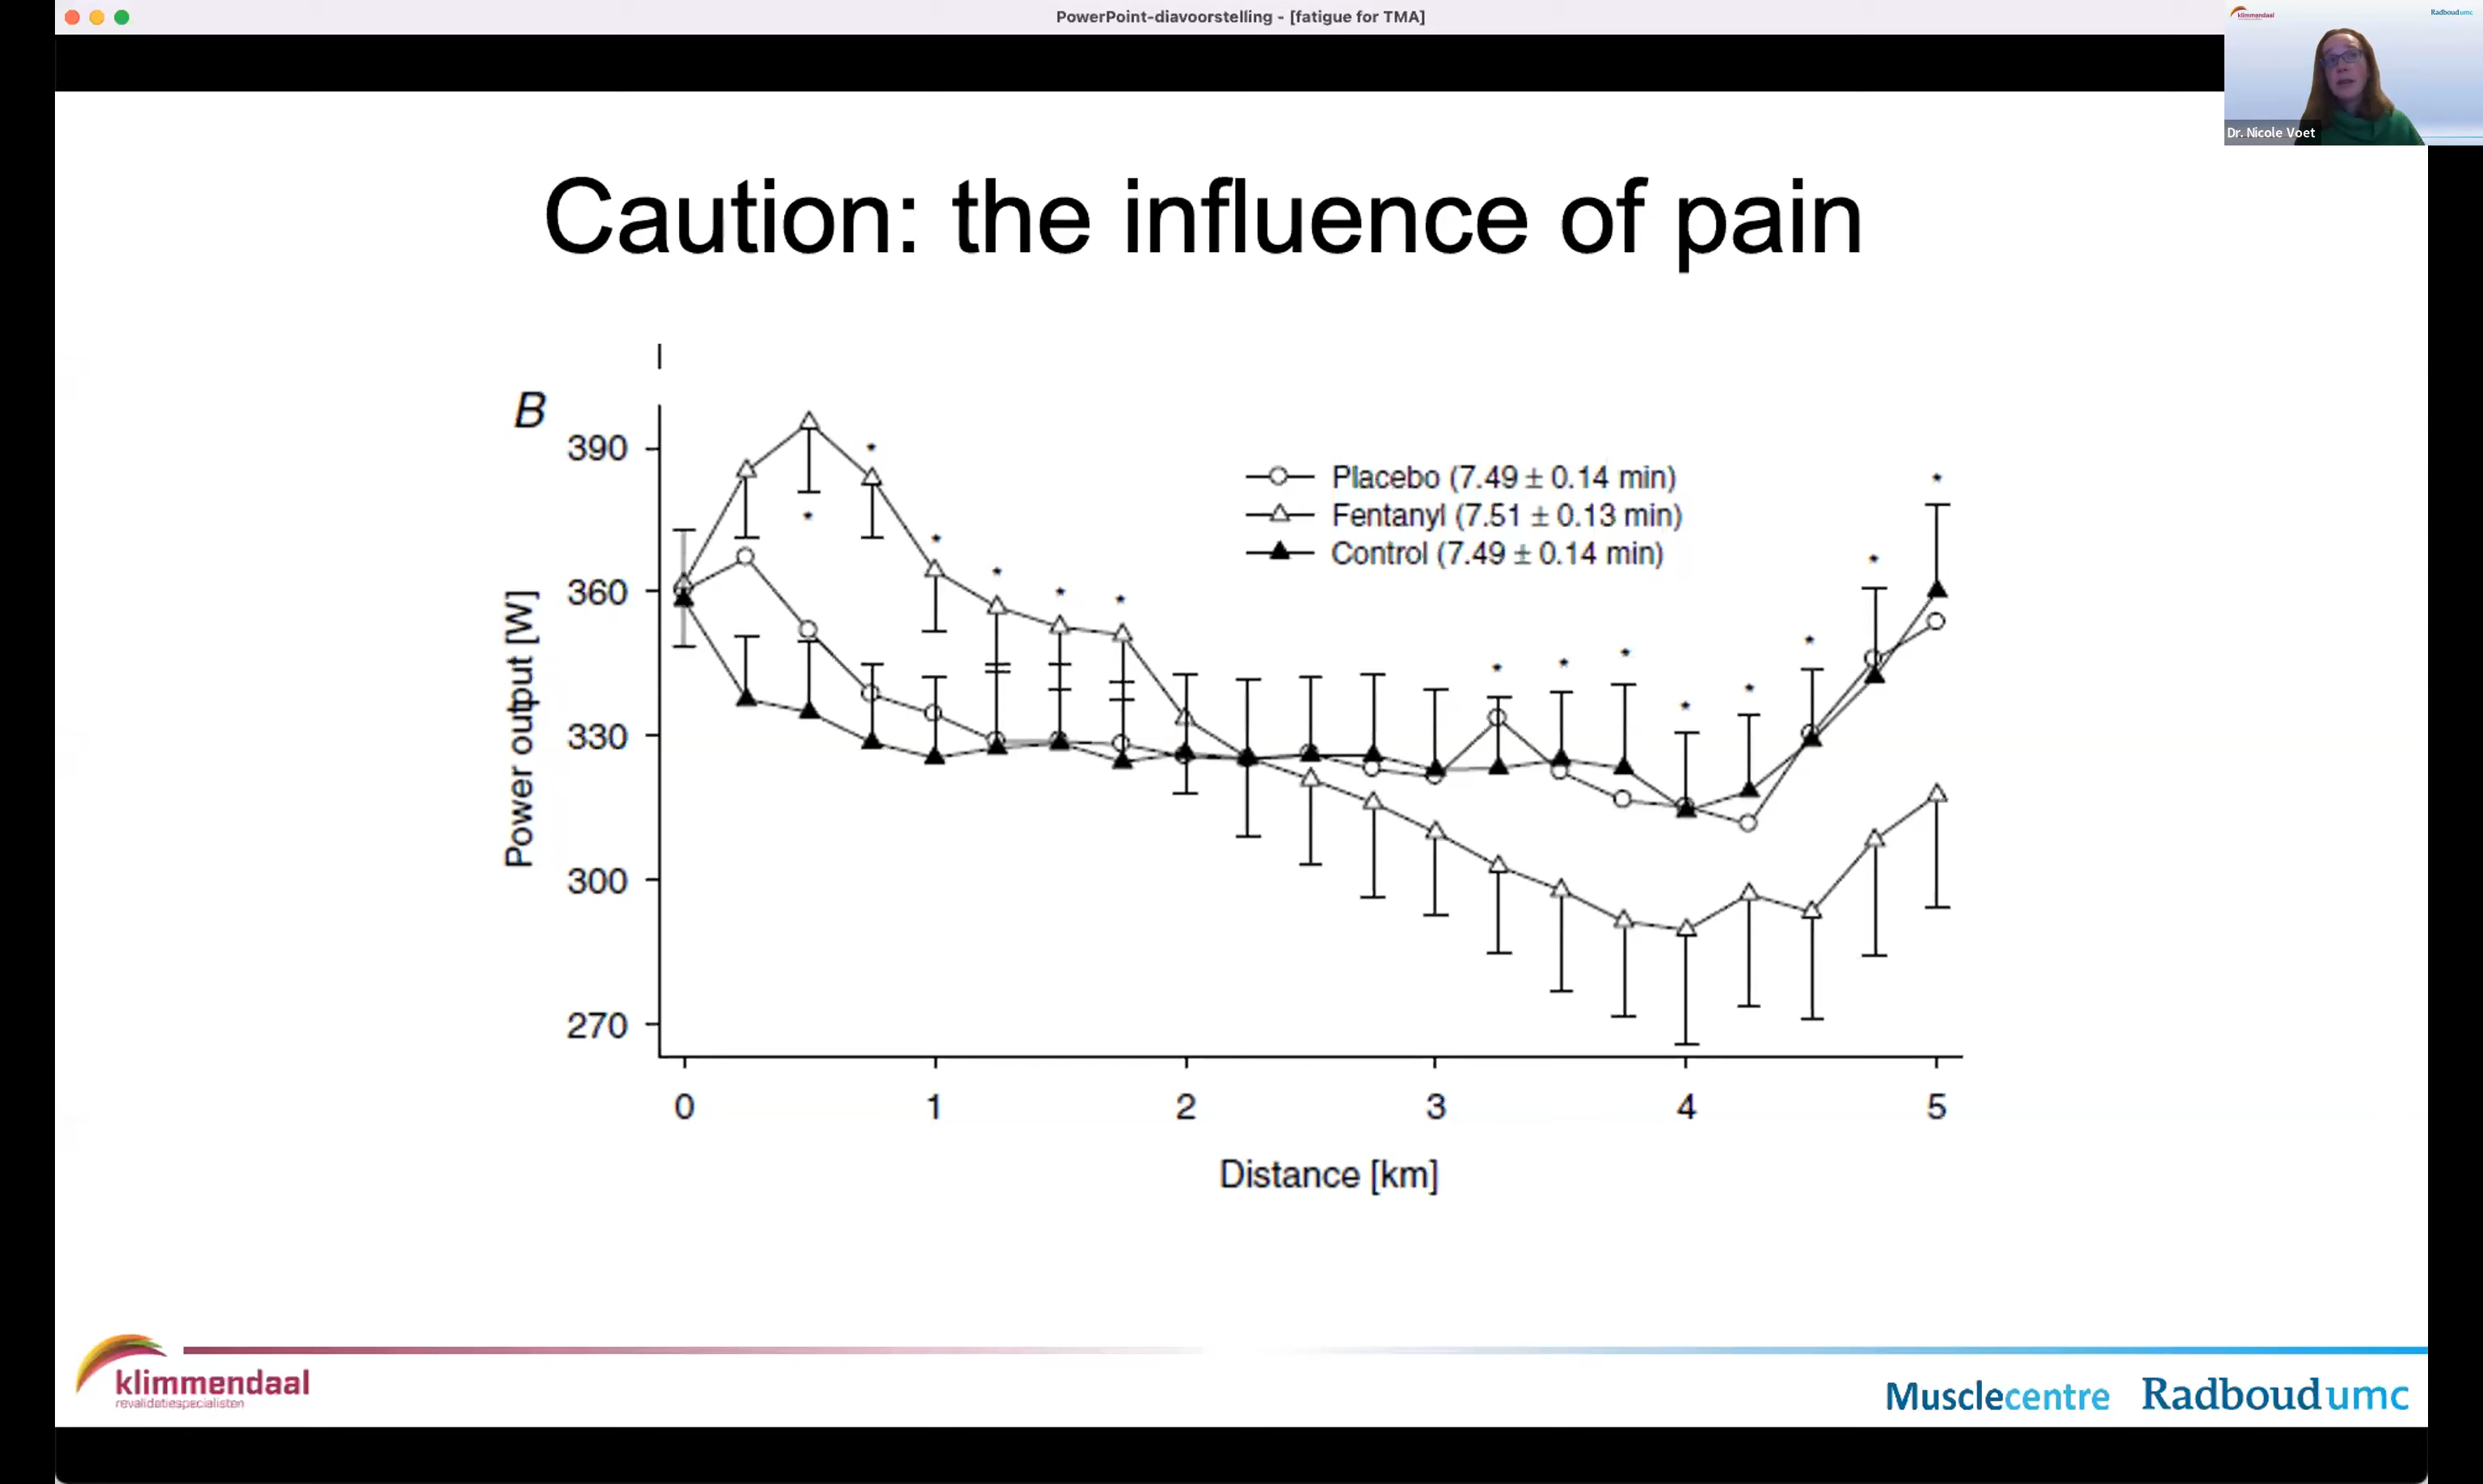 PowerPoint-diavoorstelling - [fatigue for TMA]
klimmendaal
Radboudumc
Dr. Nicole Voet
Caution: the influence of pain
B
390
360
330
300
270
Power output [W]
Placebo (7.49 ± 0.14 min)
Fentanyl (7.51 ± 0.13 min)
Control (7.49 ± 0.14 min)
* * * * * * * * * * * * * * *
0 1 2 3 4 5
Distance [km]
klimmendaal
revalidatiespecialisten
Musclecentre Radboudumc